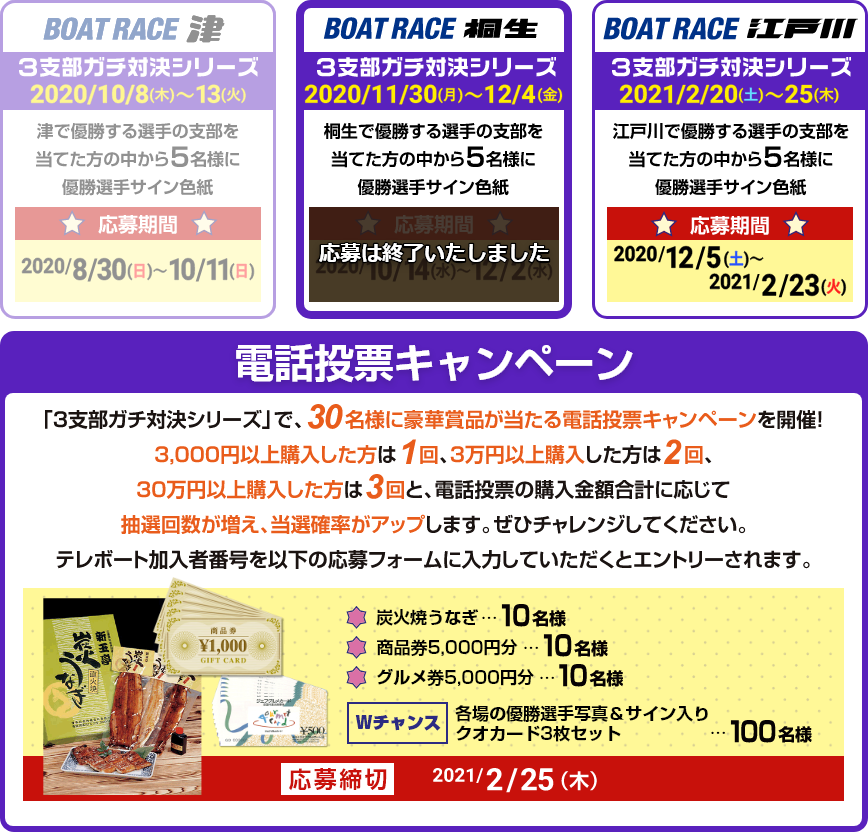 BOAT RACE 津
3支部ガチ対決シリーズ
2020/10/8(木)～13(火)
津で優勝する選手の支部を
当てた方の中から5名様に
優勝選手サイン色紙
応募期間
2020/8/30(日)～10/11(日)
BOAT RACE 桐生
3支部ガチ対決シリーズ
2020/11/30(月)～12/4(金)
桐生で優勝する選手の支部を
当てた方の中から5名様に
優勝選手サイン色紙
応募期間
応募は終了いたしました
2020/10/14(水)～12/2(水)
BOAT RACE 江戸川
3支部ガチ対決シリーズ
2021/2/20(土)～25(木)
江戸川で優勝する選手の支部を
当てた方の中から5名様に
優勝選手サイン色紙
応募期間
2020/12/5(土)～
2021/2/23(火)
電話投票キャンペーン
「3支部ガチ対決シリーズ」で、30名様に豪華賞品が当たる電話投票キャンペーンを開催!
3,000円以上購入した方は1回、3万円以上購入した方は2回、
30万円以上購入した方は3回と、電話投票の購入金額合計に応じて
抽選回数が増え、当選確率がアップします。ぜひチャレンジしてください。
テレボート加入者番号を以下の応募フォームに入力していただくとエントリーされます。
新玉亭
炭火
うなぎ
直火焼
商品券
¥1,000
GIFT CARD
ジェフグルメカード
¥500
炭火焼うなぎ…10名様
商品券5,000円分…10名様
グルメ券5,000円分…10名様
Wチャンス
各場の優勝選手写真＆サイン入り
クオカード3枚セット …100名様
応募締切 2021/2/25（木）